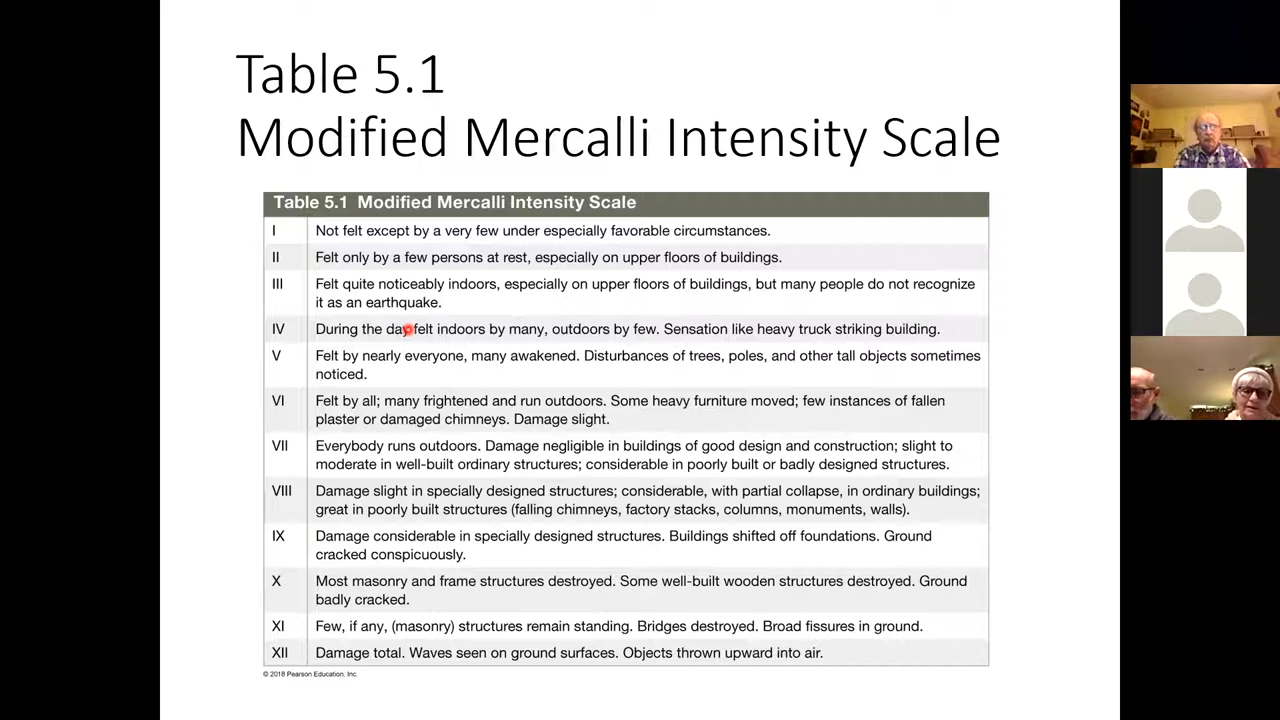 Table 5.1
Modified Mercalli Intensity Scale
Table 5.1 Modified Mercalli Intensity Scale
I Not felt except by a very few under especially favorable circumstances.
II Felt only by a few persons at rest, especially on upper floors of buildings.
III Felt quite noticeably indoors, especially on upper floors of buildings, but many people do not recognize
it as an earthquake.
IV During the day felt indoors by many, outdoors by few. Sensation like heavy truck striking building.
V Felt by nearly everyone, many awakened. Disturbances of trees, poles, and other tall objects sometimes
noticed.
VI Felt by all; many frightened and run outdoors. Some heavy furniture moved; few instances of fallen
plaster or damaged chimneys. Damage slight.
VII Everybody runs outdoors. Damage negligible in buildings of good design and construction; slight to
moderate in well-built ordinary structures; considerable in poorly built or badly designed structures.
VIII Damage slight in specially designed structures; considerable, with partial collapse, in ordinary buildings;
great in poorly built structures (falling chimneys, factory stacks, columns, monuments, walls).
IX Damage considerable in specially designed structures. Buildings shifted off foundations. Ground
cracked conspicuously.
X Most masonry and frame structures destroyed. Some well-built wooden structures destroyed. Ground
badly cracked.
XI Few, if any, (masonry) structures remain standing. Bridges destroyed. Broad fissures in ground.
XII Damage total. Waves seen on ground surfaces. Objects thrown upward into air.
© 2018 Pearson Education, Inc.